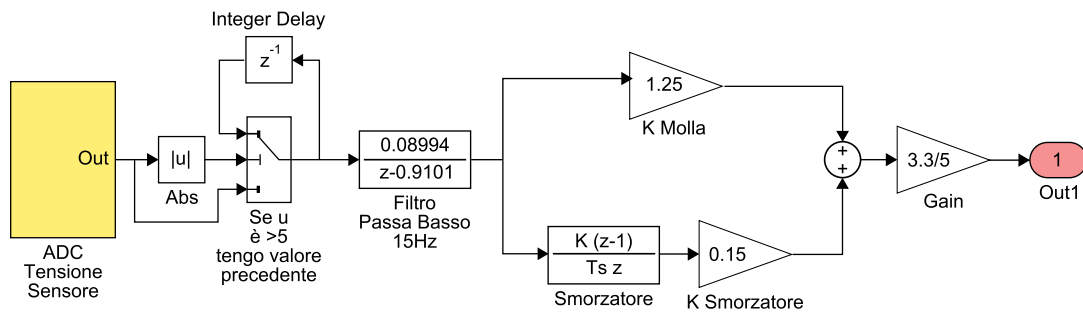 Integer Delay
z-1
Out
ADC
Tensione
Sensore
|u|
Abs
Se u
è >5
tengo valore
precedente
0.08994
z-0.9101
Filtro
Passa Basso
15Hz
1.25
K Molla
K (z-1)
Ts z
Smorzatore
0.15
K Smorzatore
+
+
3.3/5
Gain
1
Out1